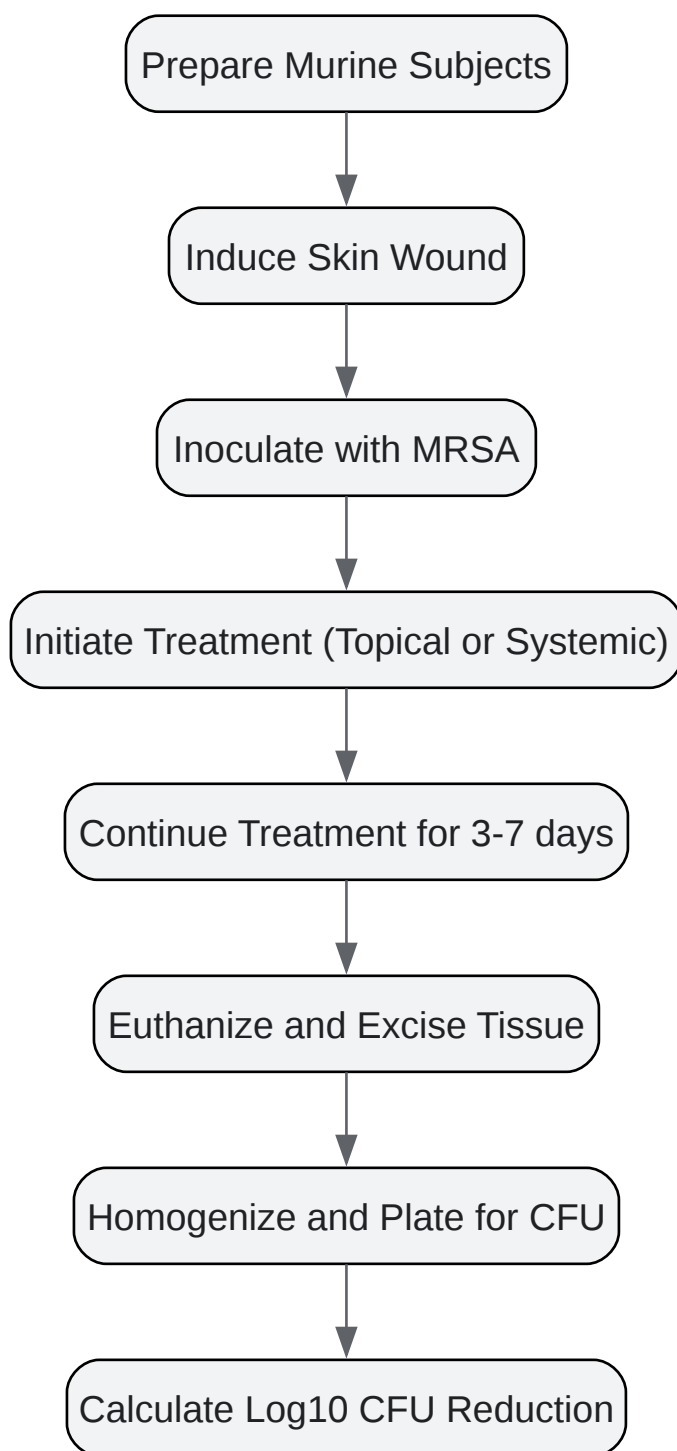 Prepare Murine Subjects
Induce Skin Wound
Inoculate with MRSA
Initiate Treatment (Topical or Systemic)
Continue Treatment for 3-7 days
Euthanize and Excise Tissue
Homogenize and Plate for CFU
Calculate Log10 CFU Reduction